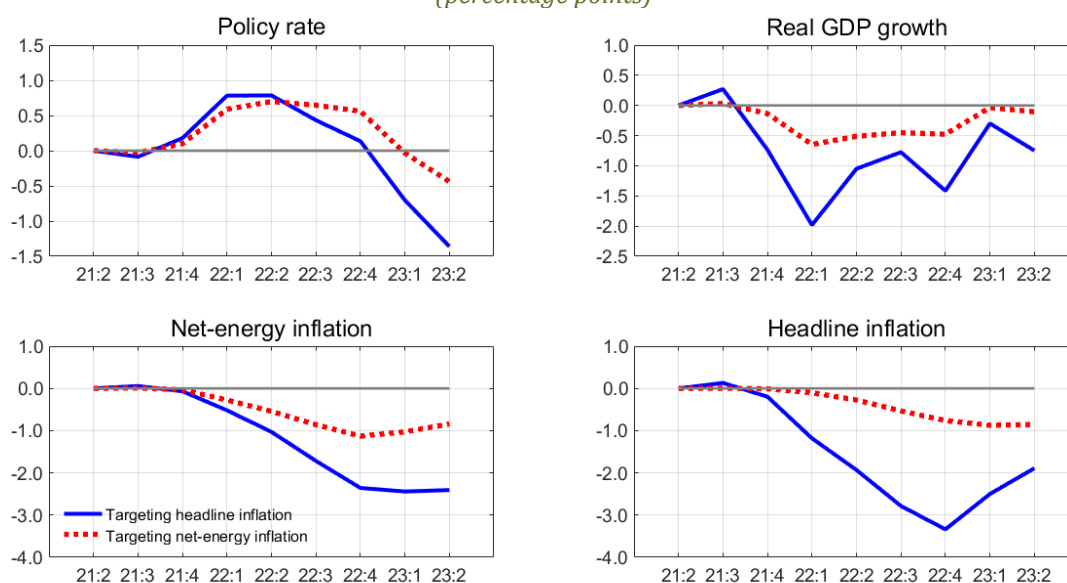 (percentage points)
Policy rate
1.5
1.0
0.5
0.0
-0.5
-1.0
-1.5
21:2 21:3 21:4 22:1 22:2 22:3 22:4 23:1 23:2
Real GDP growth
1.0
0.5
0.0
-0.5
-1.0
-1.5
-2.0
-2.5
21:2 21:3 21:4 22:1 22:2 22:3 22:4 23:1 23:2
Net-energy inflation
1.0
0.0
-1.0
-2.0
-3.0
-4.0
Targeting headline inflation
Targeting net-energy inflation
21:2 21:3 21:4 22:1 22:2 22:3 22:4 23:1 23:2
Headline inflation
1.0
0.0
-1.0
-2.0
-3.0
-4.0
21:2 21:3 21:4 22:1 22:2 22:3 22:4 23:1 23:2